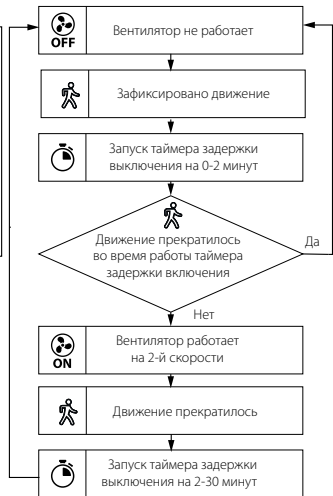 OFF
Вентилятор не работает
Зафиксировано движение
Запуск таймера задержки
выключения на 0-2 минут
Движение прекратилось
во время работы таймера
задержки включения
Да
Нет
ON
Вентилятор работает
на 2-й скорости
Движение прекратилось
Запуск таймера задержки
выключения на 2-30 минут